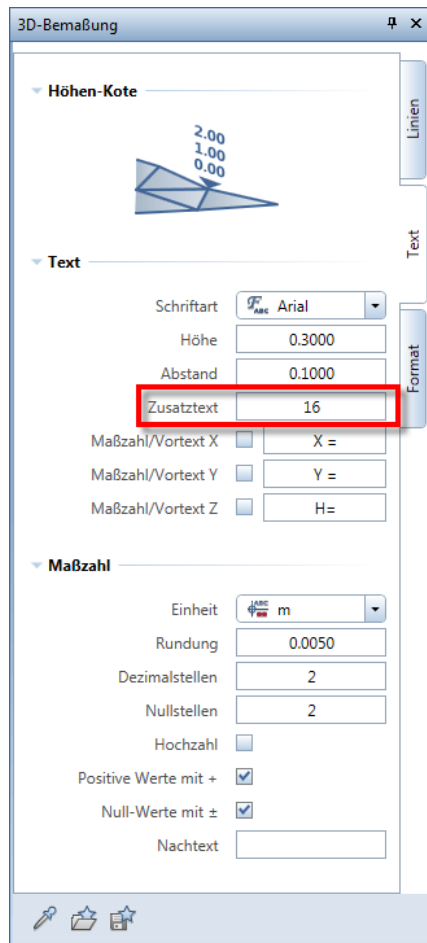 3D-Bemaßung
Höhen-Kote
2.00
1.00
0.00
Text
Schriftart ABC Arial
Höhe 0.3000
Abstand 0.1000
Zusatztext 16
Maßzahl/Vortext X X =
Maßzahl/Vortext Y Y =
Maßzahl/Vortext Z H=
Maßzahl
Einheit ABC m
Rundung 0.0050
Dezimalstellen 2
Nullstellen 2
Hochzahl
Positive Werte mit +
Null-Werte mit ±
Nachtext
Linien
Text
Format